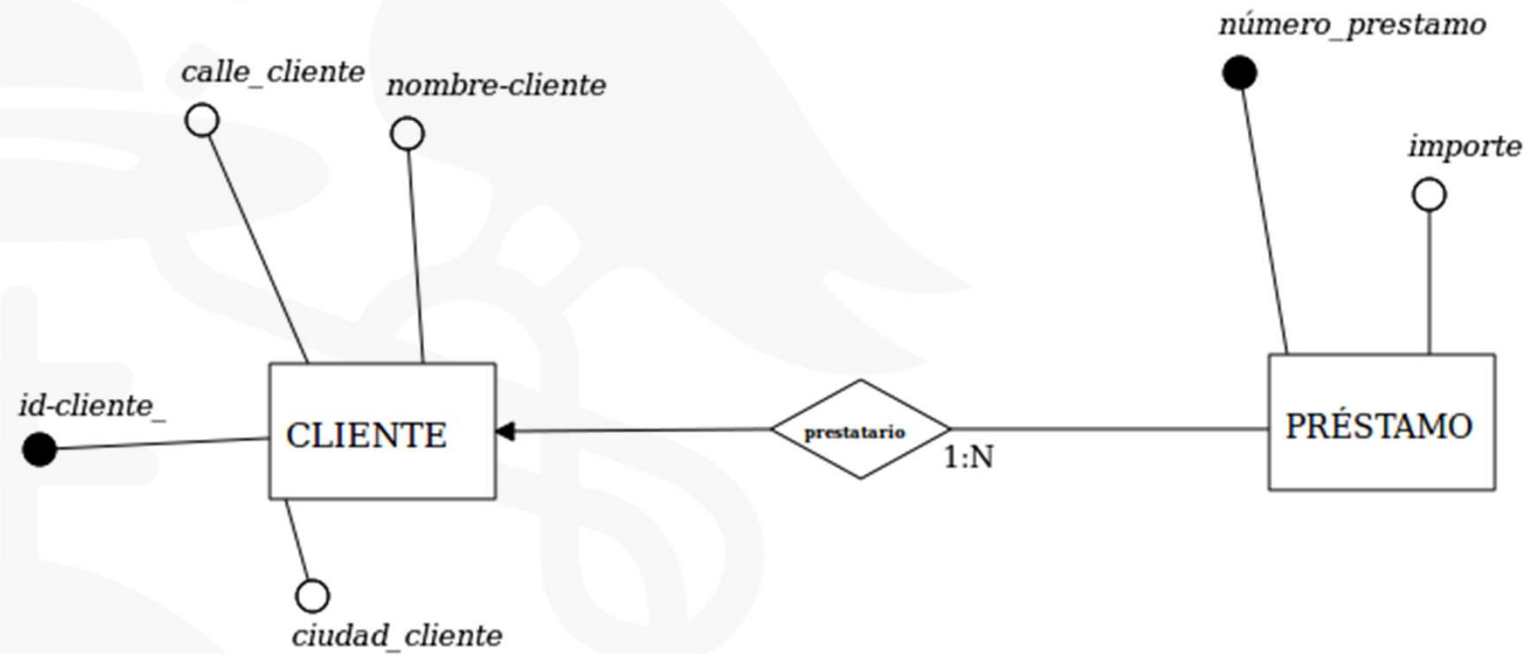 número_prestamo
calle_cliente
nombre-cliente
importe
id-cliente_
CLIENTE
prestatario
1:N
PRÉSTAMO
ciudad_cliente